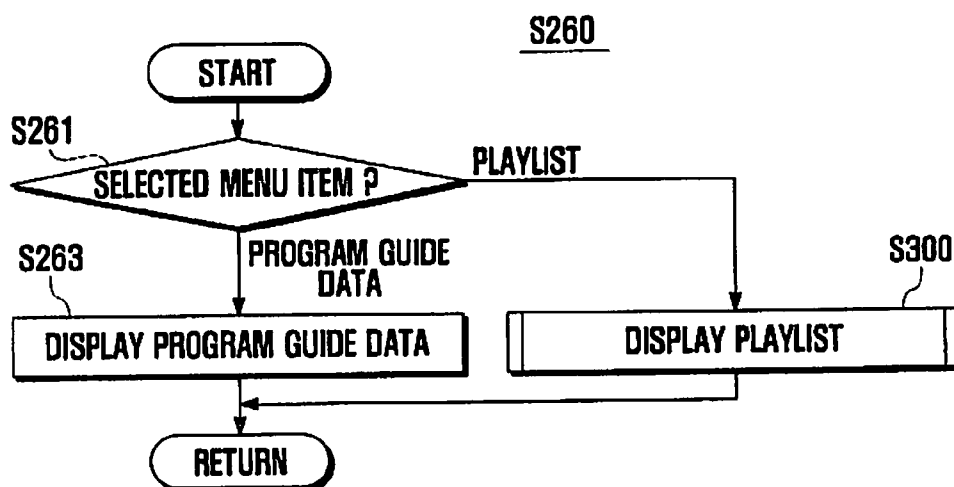 S260
START
S261
SELECTED MENU ITEM ?
PLAYLIST
S263
PROGRAM GUIDE
DATA
S300
DISPLAY PROGRAM GUIDE DATA
DISPLAY PLAYLIST
RETURN